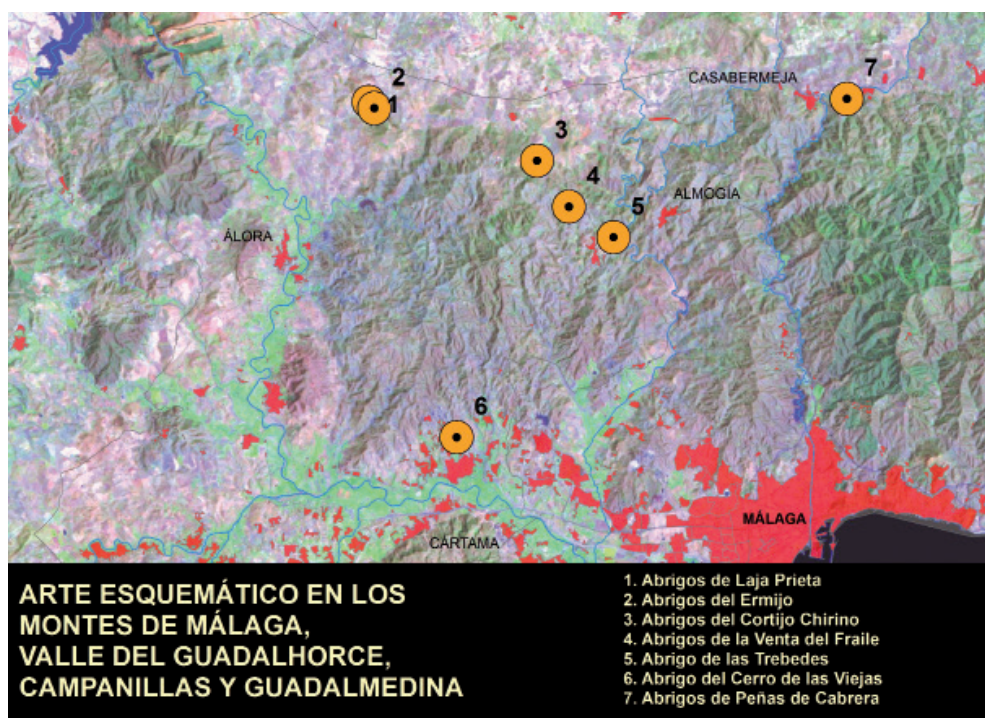 2
CASABERMEJA
7
1
3
4
ALMOGÍA
5
ÁLORA
6
MÁLAGA
CÁRTAMA
ARTE ESQUEMÁTICO EN LOS
MONTES DE MÁLAGA,
VALLE DEL GUADALHORCE,
CAMPANILLAS Y GUADALMEDINA
1. Abrigos de Laja Prieta
2. Abrigos del Ermijo
3. Abrigos del Cortijo Chirino
4. Abrigos de la Venta del Fraile
5. Abrigo de las Trebedes
6. Abrigo del Cerro de las Viejas
7. Abrigos de Peñas de Cabrera